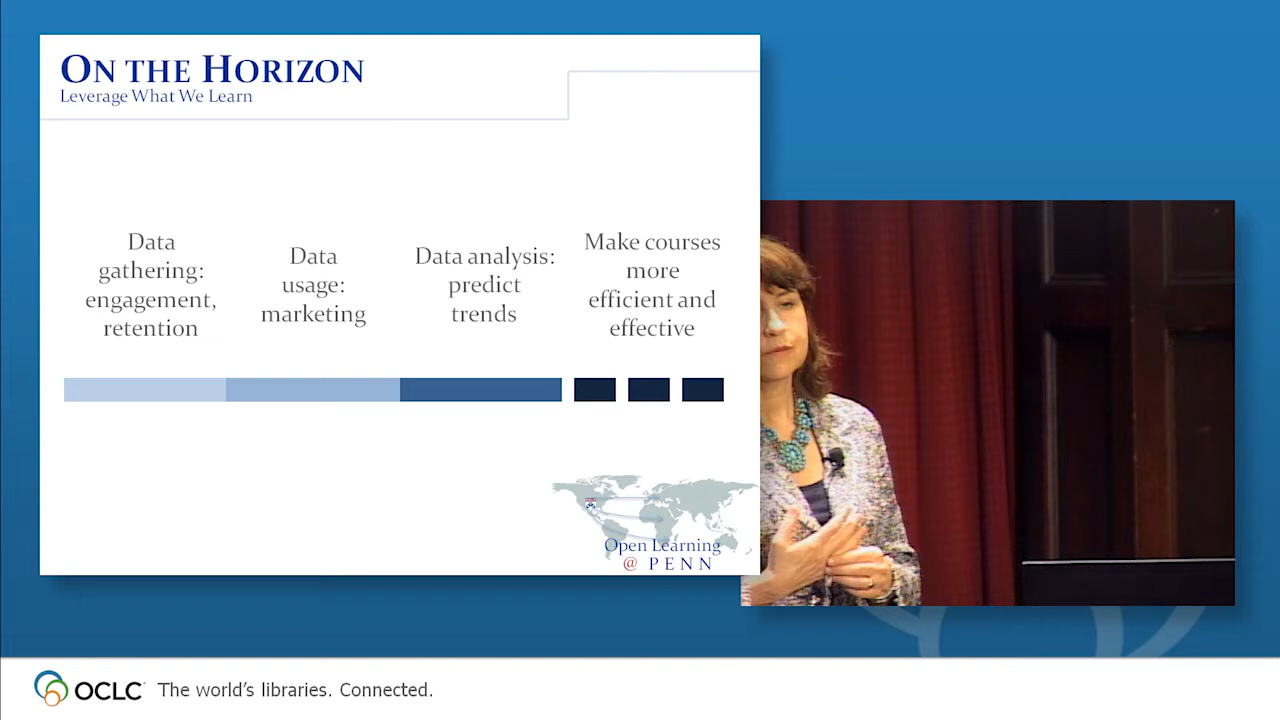 ON THE HORIZON
Leverage What We Learn
Data
gathering:
engagement,
retention
Data
usage:
marketing
Data analysis:
predict
trends
Make courses
more
efficient and
effective
Open Learning
@ PENN
OCLC The world's libraries. Connected.